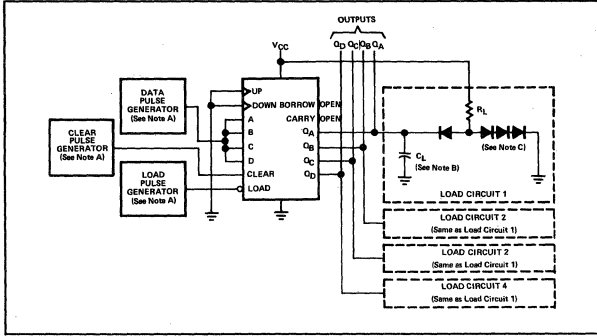 OUTPUTS
QD QC QB QA
VCC
DATA
PULSE
GENERATOR
(See Note A)
CLEAR
PULSE
GENERATOR
(See Note A)
LOAD
PULSE
GENERATOR
(See Note A)
UP
DOWN
A
B
C
D
CLEAR
LOAD
BORROW OPEN
CARRY OPEN
QA
QB
QC
QD
RL
(See Note C)
CL
(See Note B)
LOAD CIRCUIT 1
LOAD CIRCUIT 2
(Same as Load Circuit 1)
LOAD CIRCUIT 2
(Same as Load Circuit 1)
LOAD CIRCUIT 4
(Same as Load Circuit 1)